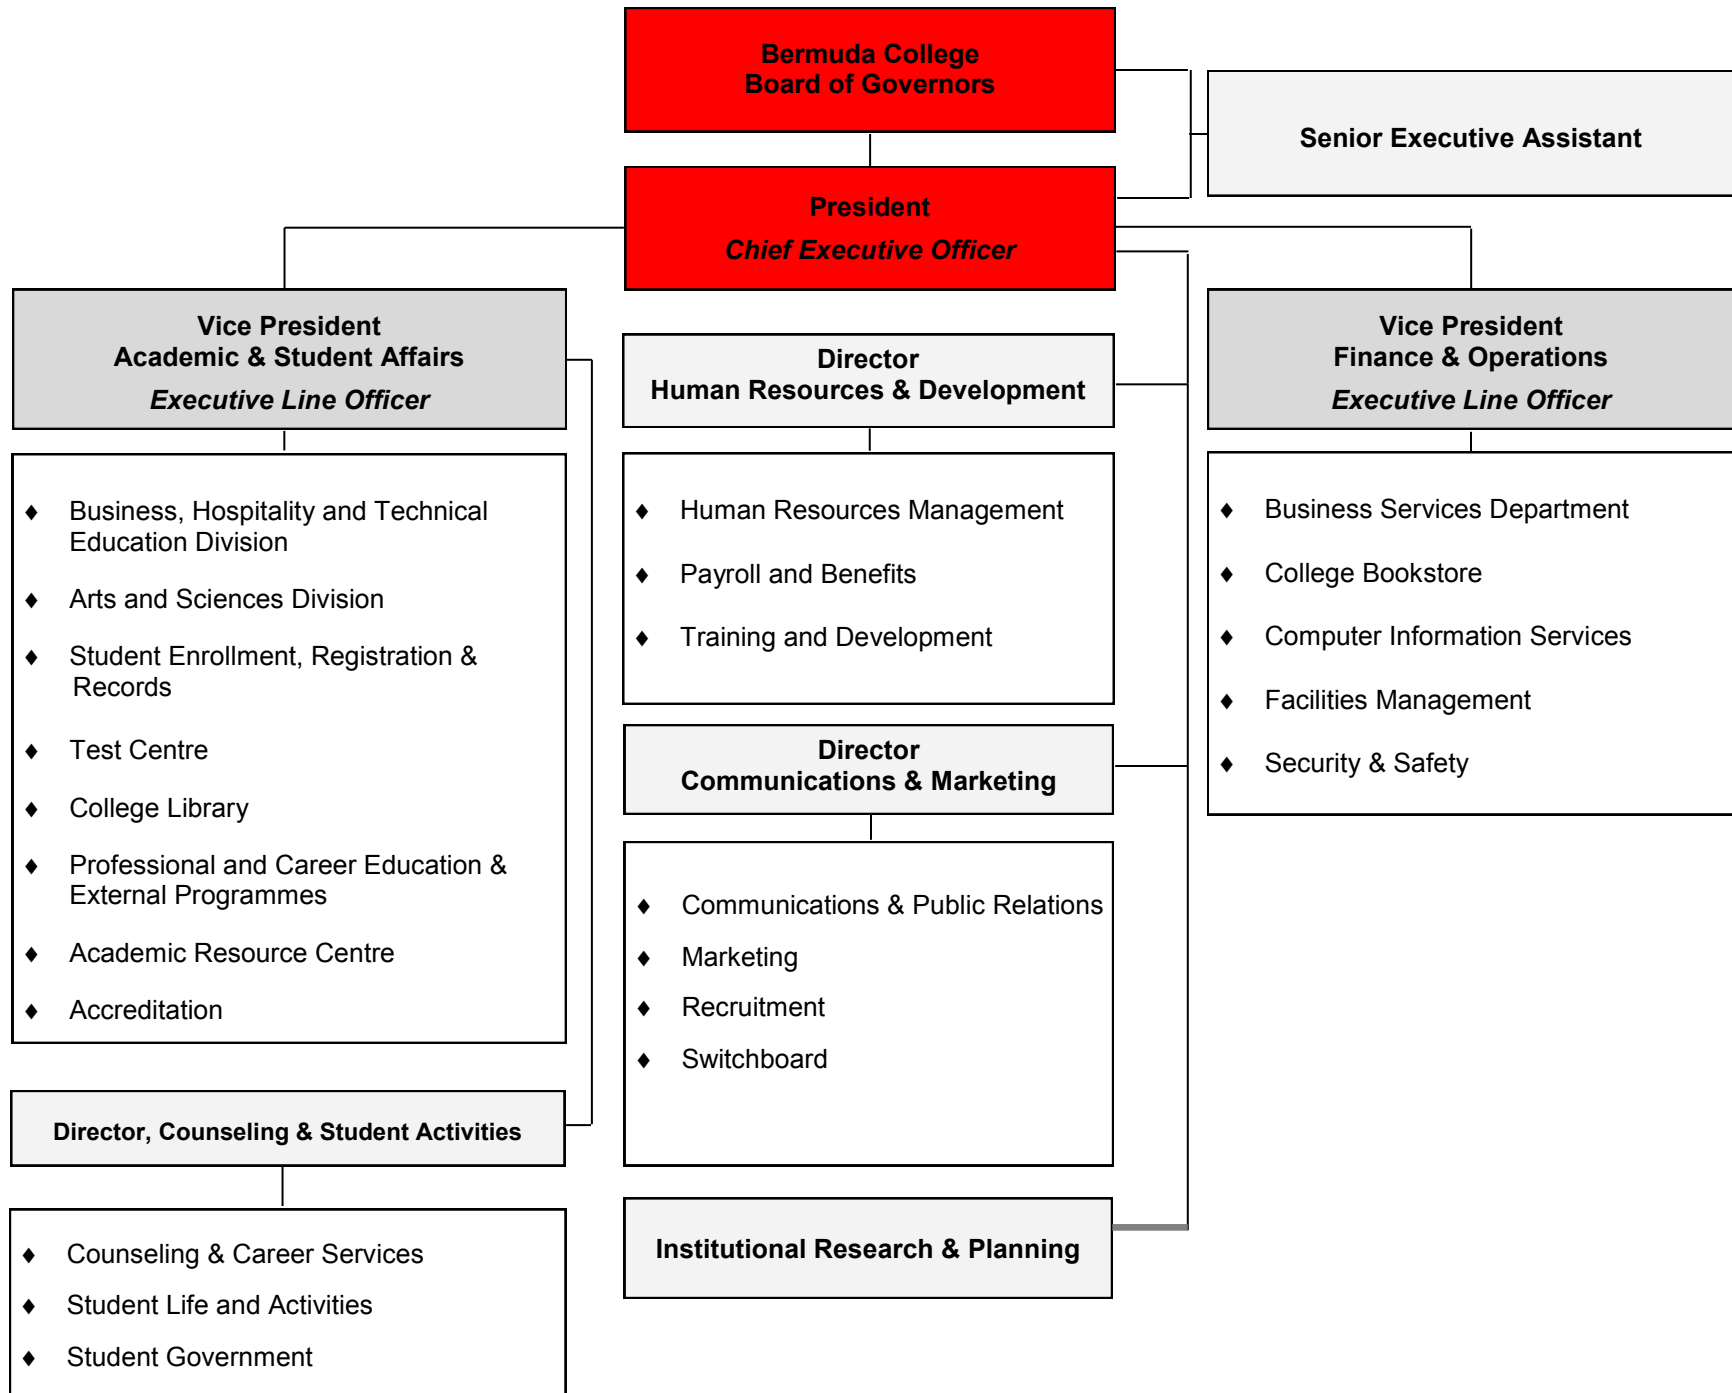 Bermuda College
Board of Governors
Senior Executive Assistant
President
Chief Executive Officer
Vice President
Academic & Student Affairs
Executive Line Officer
♦ Business, Hospitality and Technical
Education Division
♦ Arts and Sciences Division
♦ Student Enrollment, Registration &
Records
♦ Test Centre
♦ College Library
♦ Professional and Career Education &
External Programmes
♦ Academic Resource Centre
♦ Accreditation
Director, Counseling & Student Activities
♦ Counseling & Career Services
♦ Student Life and Activities
♦ Student Government
Director
Human Resources & Development
♦ Human Resources Management
♦ Payroll and Benefits
♦ Training and Development
Director
Communications & Marketing
♦ Communications & Public Relations
♦ Marketing
♦ Recruitment
♦ Switchboard
Institutional Research & Planning
Vice President
Finance & Operations
Executive Line Officer
♦ Business Services Department
♦ College Bookstore
♦ Computer Information Services
♦ Facilities Management
♦ Security & Safety